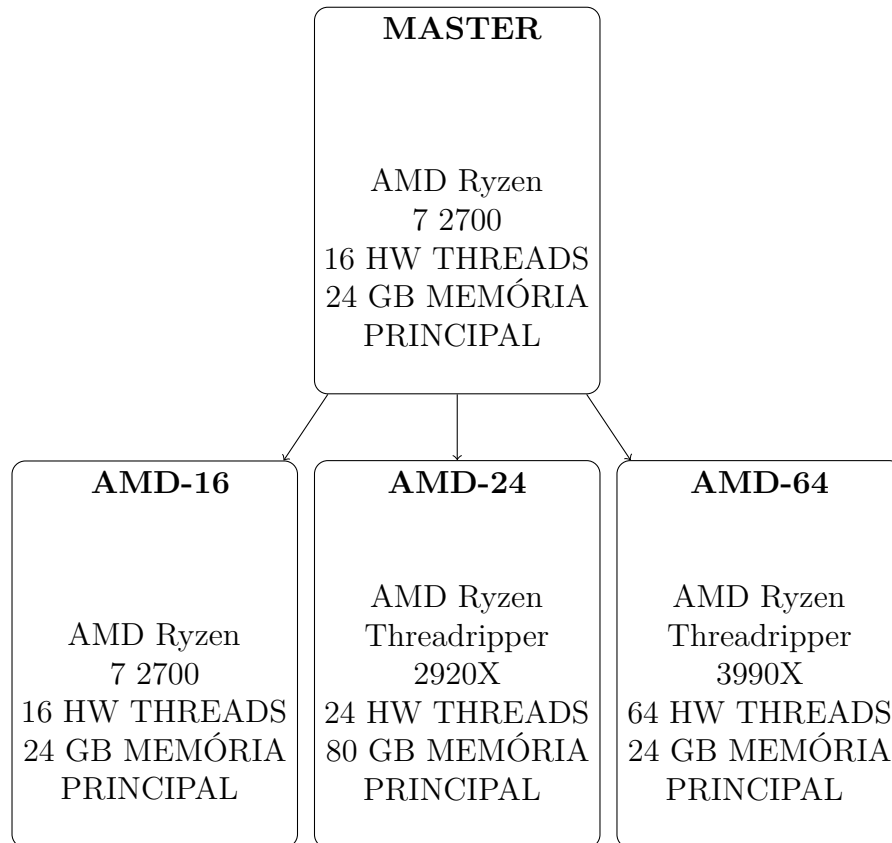 MASTER
AMD Ryzen
7 2700
16 HW THREADS
24 GB MEMÓRIA
PRINCIPAL
AMD-16
AMD Ryzen
7 2700
16 HW THREADS
24 GB MEMÓRIA
PRINCIPAL
AMD-24
AMD Ryzen
Threadripper
2920X
24 HW THREADS
80 GB MEMÓRIA
PRINCIPAL
AMD-64
AMD Ryzen
Threadripper
3990X
64 HW THREADS
24 GB MEMÓRIA
PRINCIPAL